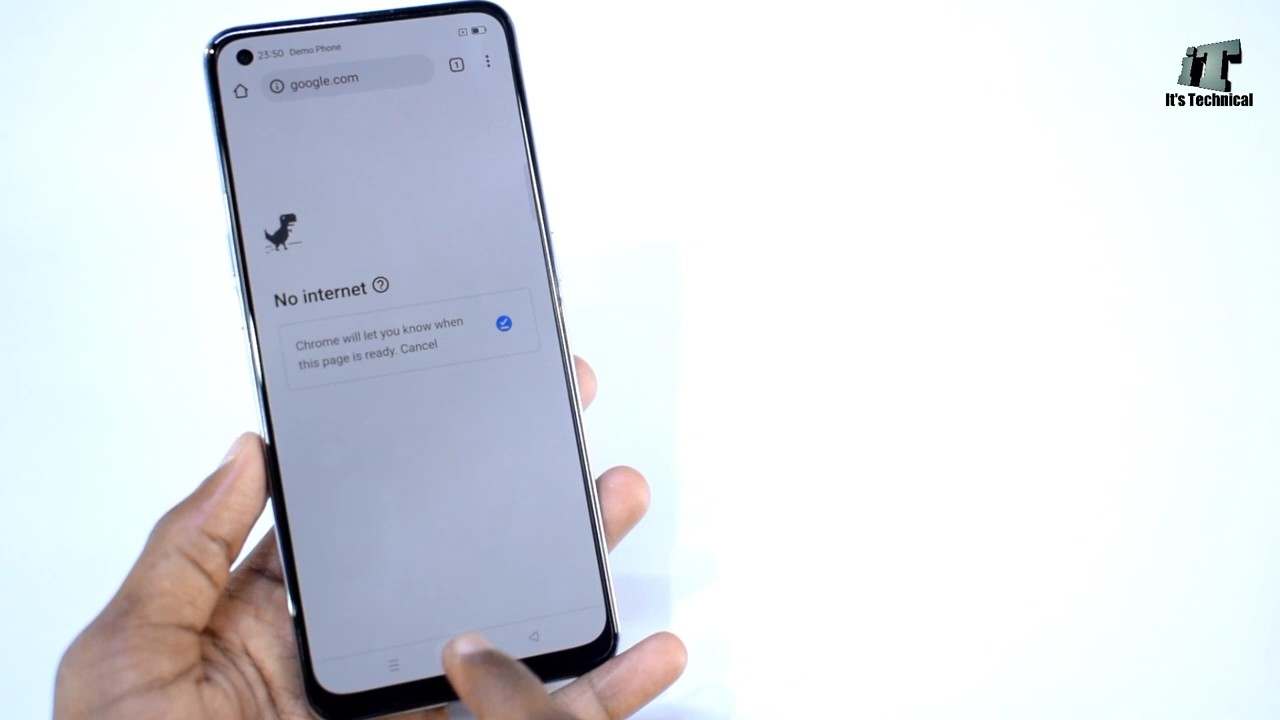 23:50 Demo Phone
google.com
1
No internet
Chrome will let you know when
this page is ready. Cancel
iT
It's Technical